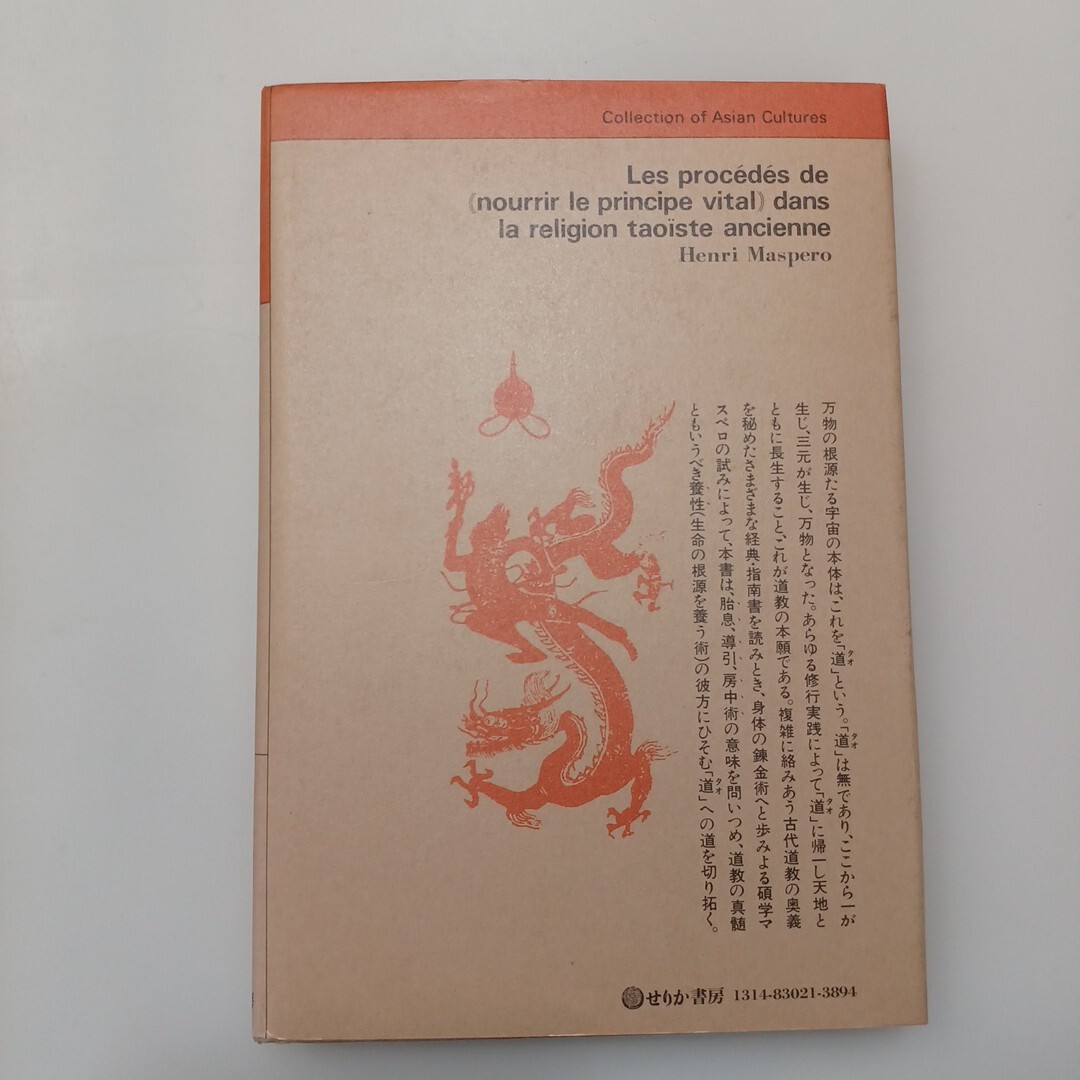 Collection of Asian Cultures
Les procédés de
《nourrir le principe vital》 dans
la religion taoïste ancienne
Henri Maspero
万物の根源たる宇宙の本体は、これを「道」という。「道」は無であり、ここから一が
生じ、三元が生じ、万物となった。あらゆる修行実践によって「道」に帰一し天地と
ともに長生すること、これが道教の本願である。複雑に絡みあう古代道教の奥義
を秘めたさまざまな経典・指南書を読みとき、身体の錬金術へと歩みよる碩学マ
スペロの試みによって、本書は、胎息、導引、房中術の意味を問いつめ、道教の真髄
ともいうべき養性(生命の根源を養う術)の彼方にひそむ「道」への道を切り拓く。
せりか書房 1314-83021-3894